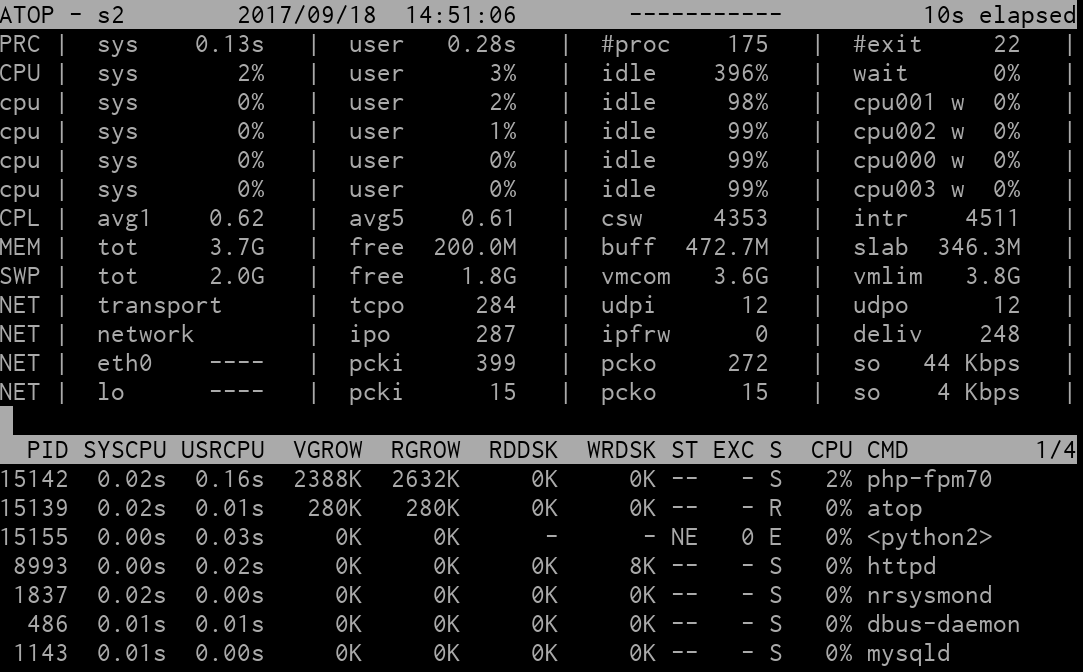 ATOP - s2        2017/09/18  14:51:06        -----------          10s elapsed
PRC |  sys    0.13s   |  user   0.28s   |  #proc    175   |  #exit     22   |
CPU |  sys       2%   |  user      3%   |  idle    396%   |  wait      0%   |
cpu |  sys       0%   |  user      2%   |  idle     98%   |  cpu001 w  0%   |
cpu |  sys       0%   |  user      1%   |  idle     99%   |  cpu002 w  0%   |
cpu |  sys       0%   |  user      0%   |  idle     99%   |  cpu000 w  0%   |
cpu |  sys       0%   |  user      0%   |  idle     99%   |  cpu003 w  0%   |
CPL |  avg1    0.62   |  avg5    0.61   |  csw     4353   |  intr    4511   |
MEM |  tot     3.7G   |  free  200.0M   |  buff  472.7M   |  slab  346.3M   |
SWP |  tot     2.0G   |  free    1.8G   |  vmcom   3.6G   |  vmlim   3.8G   |
NET |  transport      |  tcpo     284   |  udpi      12   |  udpo      12   |
NET |  network        |  ipo      287   |  ipfrw      0   |  deliv    248   |
NET |  eth0    ----   |  pcki     399   |  pcko     272   |  so   44 Kbps   |
NET |  lo      ----   |  pcki      15   |  pcko      15   |  so    4 Kbps   |
  PID SYSCPU USRCPU  VGROW  RGROW  RDDSK  WRDSK ST EXC S  CPU CMD         1/4
15142  0.02s  0.16s  2388K  2632K     0K     0K --   - S   2% php-fpm70
15139  0.02s  0.01s   280K   280K     0K     0K --   - R   0% atop
15155  0.00s  0.03s     0K     0K      -      - NE   0 E   0% <python2>
 8993  0.00s  0.02s     0K     0K     0K     8K --   - S   0% httpd
 1837  0.02s  0.00s     0K     0K     0K     0K --   - S   0% nrsysmond
  486  0.01s  0.01s     0K     0K     0K     0K --   - S   0% dbus-daemon
 1143  0.01s  0.00s     0K     0K     0K     0K --   - S   0% mysqld